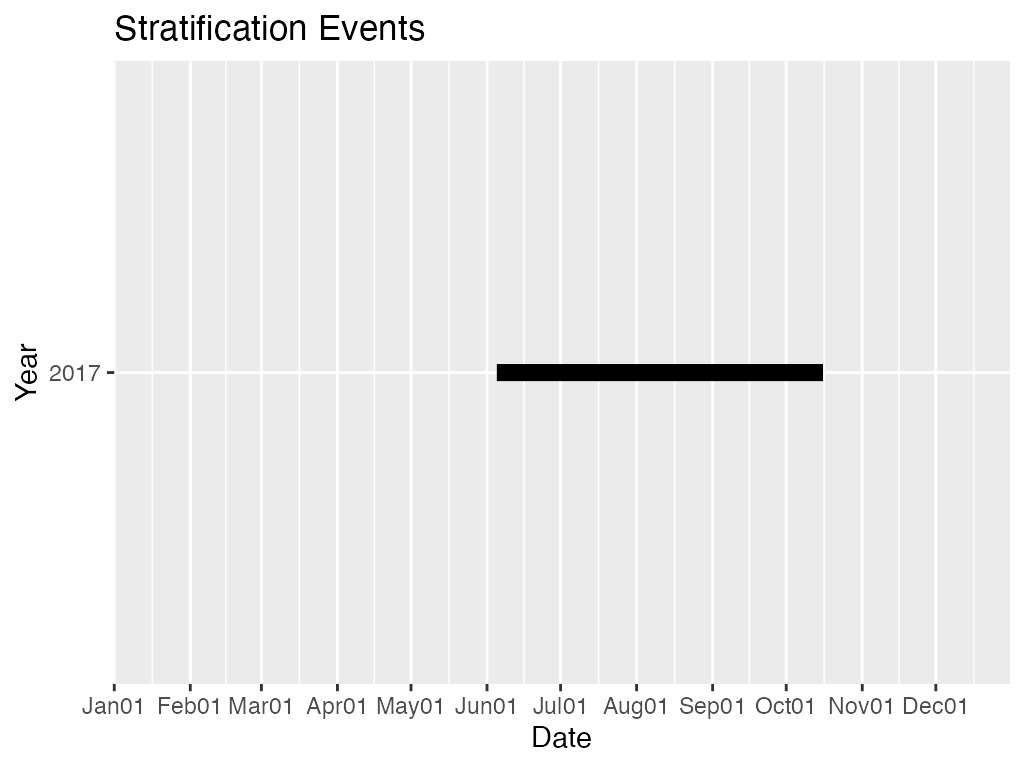 Stratification Events
Year
2017
Jan01 Feb01 Mar01 Apr01 May01 Jun01 Jul01 Aug01 Sep01 Oct01 Nov01 Dec01
Date